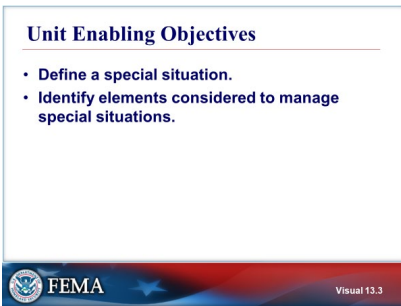 Unit Enabling Objectives
• Define a special situation.
• Identify elements considered to manage
special situations.
FEMA
Visual 13.3